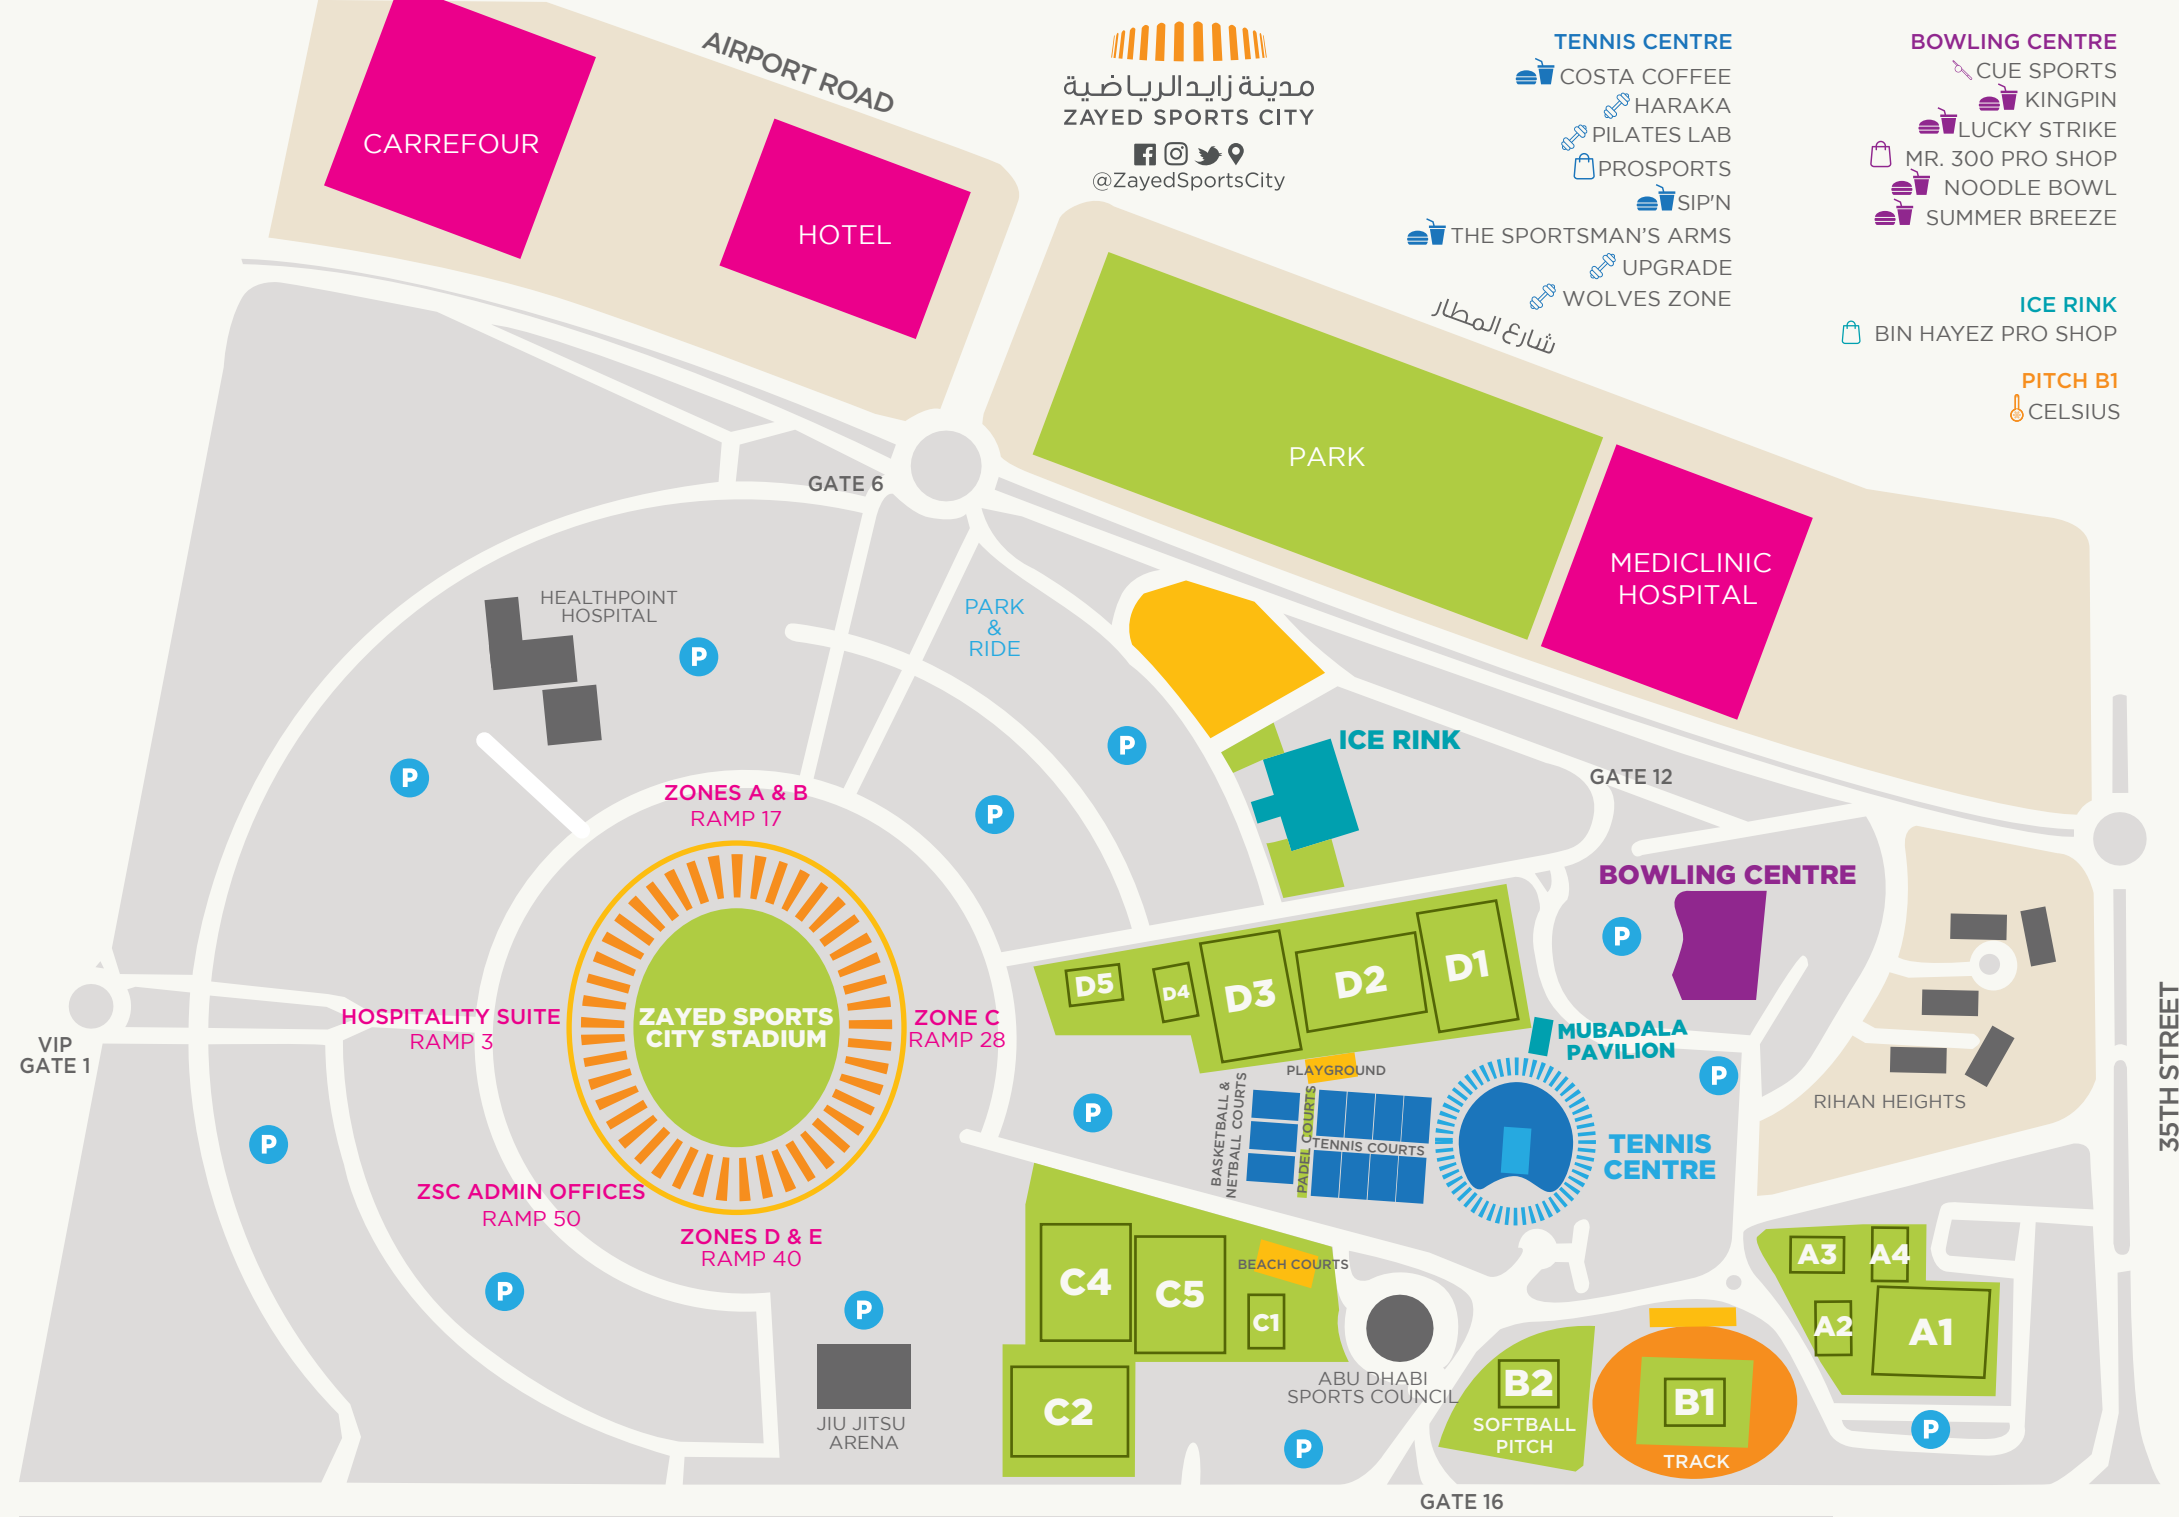 AIRPORT ROAD
CARREFOUR
HOTEL
مدينة زايد الرياضية
ZAYED SPORTS CITY
@ZayedSportsCity
TENNIS CENTRE
COSTA COFFEE
HARAKA
PILATES LAB
PROSPORTS
SIP'N
THE SPORTSMAN'S ARMS
UPGRADE
WOLVES ZONE
BOWLING CENTRE
CUE SPORTS
KINGPIN
LUCKY STRIKE
MR. 300 PRO SHOP
NOODLE BOWL
SUMMER BREEZE
ICE RINK
BIN HAYEZ PRO SHOP
PITCH B1
CELSIUS
شارع المطار
PARK
MEDICLINIC
HOSPITAL
GATE 6
HEALTHPOINT
HOSPITAL
P
PARK
&
RIDE
P
P
P
ICE RINK
GATE 12
ZONES A & B
RAMP 17
BOWLING CENTRE
P
ZAYED SPORTS
CITY STADIUM
HOSPITALITY SUITE
RAMP 3
ZONE C
RAMP 28
VIP
GATE 1
D5
D4
D3
D2
D1
MUBADALA
PAVILION
P
PLAYGROUND
BASKETBALL &
NETBALL COURTS
PADEL COURTS
TENNIS COURTS
TENNIS
CENTRE
RIHAN HEIGHTS
35TH STREET
P
P
ZSC ADMIN OFFICES
RAMP 50
ZONES D & E
RAMP 40
P
P
JIU JITSU
ARENA
C4
C5
BEACH COURTS
C1
C2
ABU DHABI
SPORTS COUNCIL
P
B2
SOFTBALL
PITCH
B1
TRACK
A3
A4
A2
A1
P
GATE 16